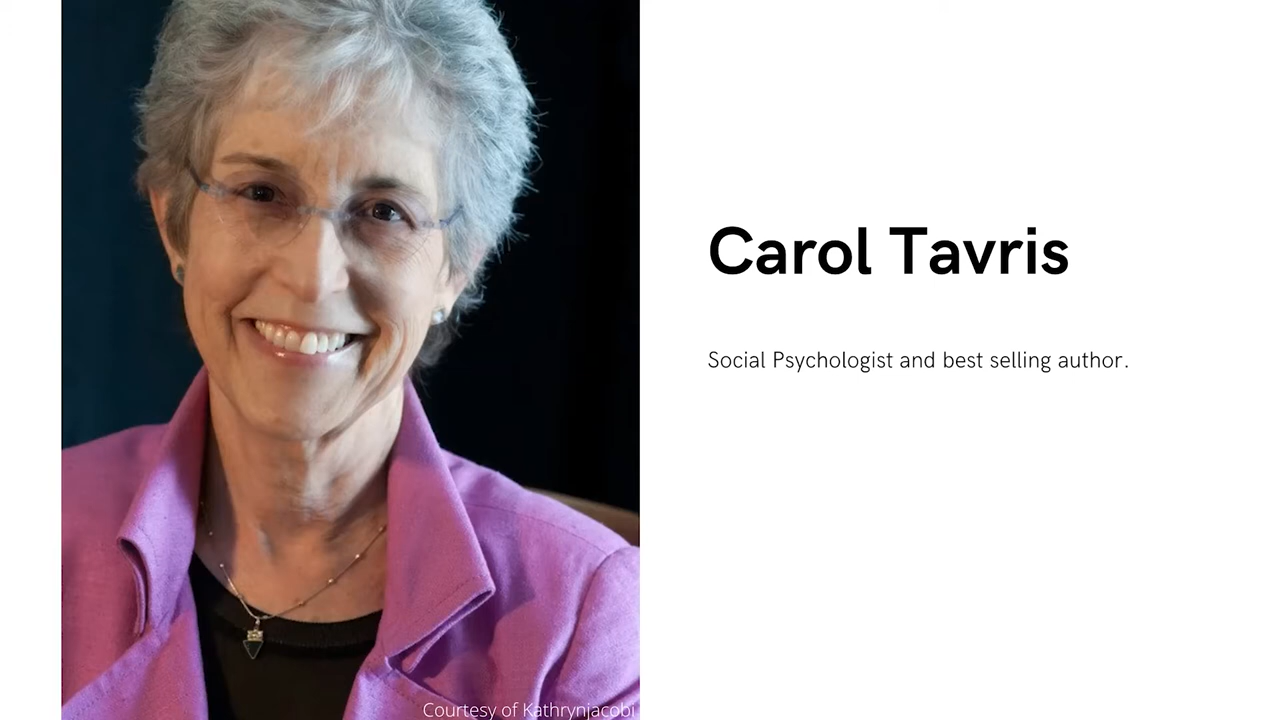 Carol Tavris
Social Psychologist and best selling author.
Courtesy of Kathrynjacobi